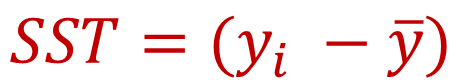 SST = (yᵢ − ȳ)